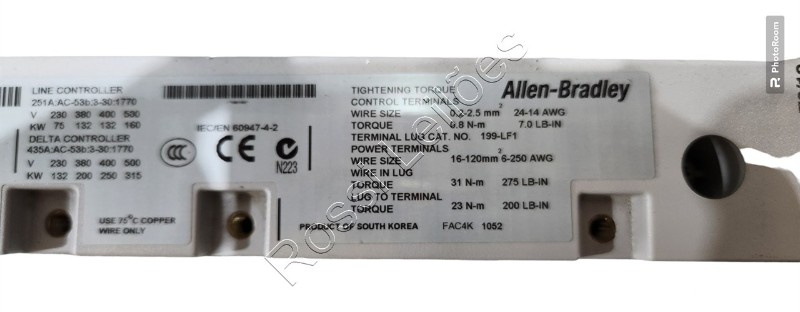 LINE CONTROLLER
251A:AC-53b:3-30:1770
V 230 380 400 500
KW 75 132 132 160
DELTA CONTROLLER
435A:AC-53b:3-30:1770
V 230 380 400 500
KW 132 200 250 315
USE 75°C COPPER
WIRE ONLY
IEC/EN 60947-4-2
CCC CE
N223
TIGHTENING TORQUE
CONTROL TERMINALS
Allen-Bradley
WIRE SIZE 0.2-2.5 mm² 24-14 AWG
TORQUE 0.8 N-m 7.0 LB-IN
TERMINAL LUG CAT. NO. 199-LF1
POWER TERMINALS
WIRE SIZE 16-120mm² 6-250 AWG
WIRE IN LUG
TORQUE 31 N-m 275 LB-IN
LUG TO TERMINAL
TORQUE 23 N-m 200 LB-IN
PRODUCT OF SOUTH KOREA FAC4K 1052
Rossi Leilões
PhotoRoom